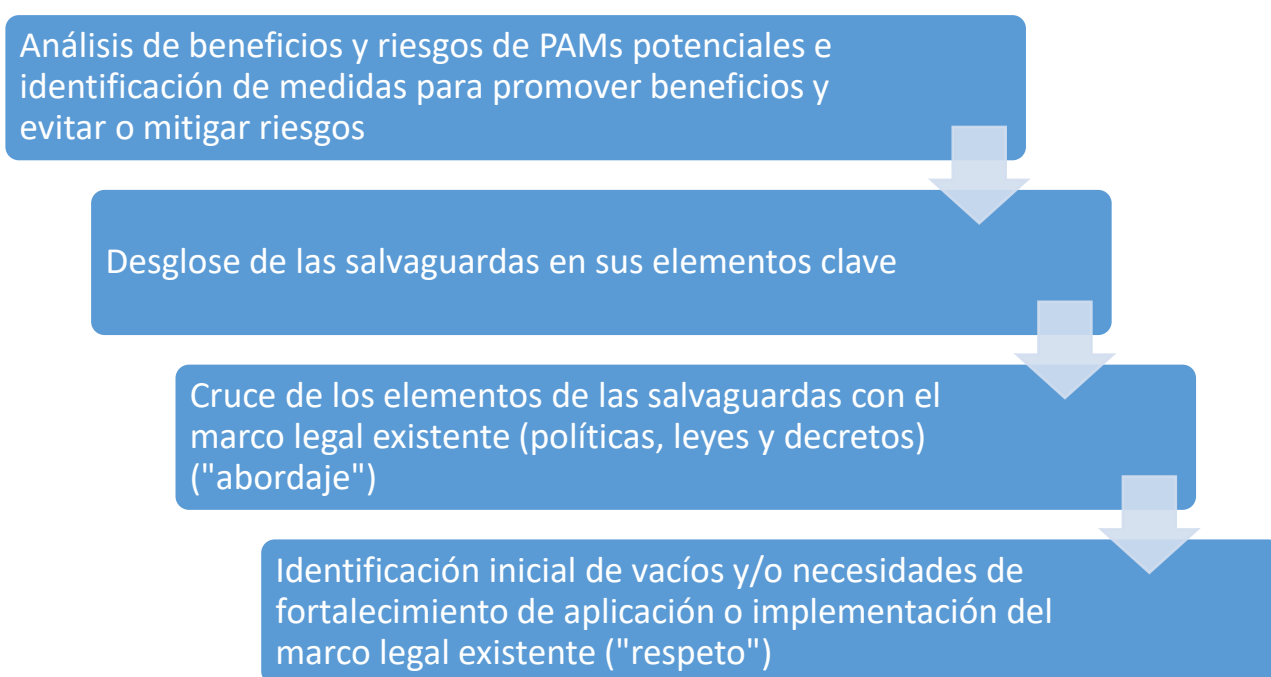 Análisis de beneficios y riesgos de PAMs potenciales e
identificación de medidas para promover beneficios y
evitar o mitigar riesgos
Desglose de las salvaguardas en sus elementos clave
Cruce de los elementos de las salvaguardas con el
marco legal existente (políticas, leyes y decretos)
("abordaje")
Identificación inicial de vacíos y/o necesidades de
fortalecimiento de aplicación o implementación del
marco legal existente ("respeto")